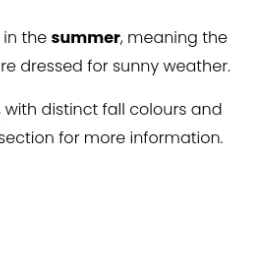 in the summer, meaning the
re dressed for sunny weather.
, with distinct fall colours and
section for more information.